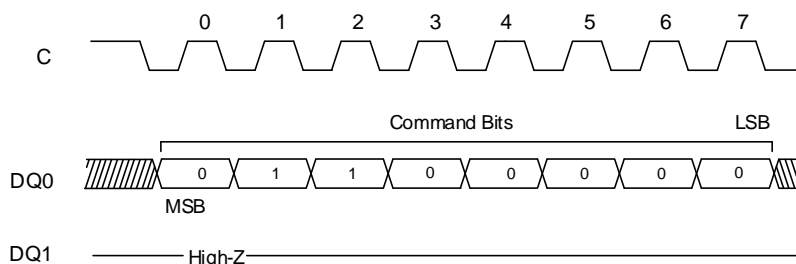 0 1 2 3 4 5 6 7
C
Command Bits LSB
DQ0 0 1 1 0 0 0 0 0
MSB
DQ1 High-Z